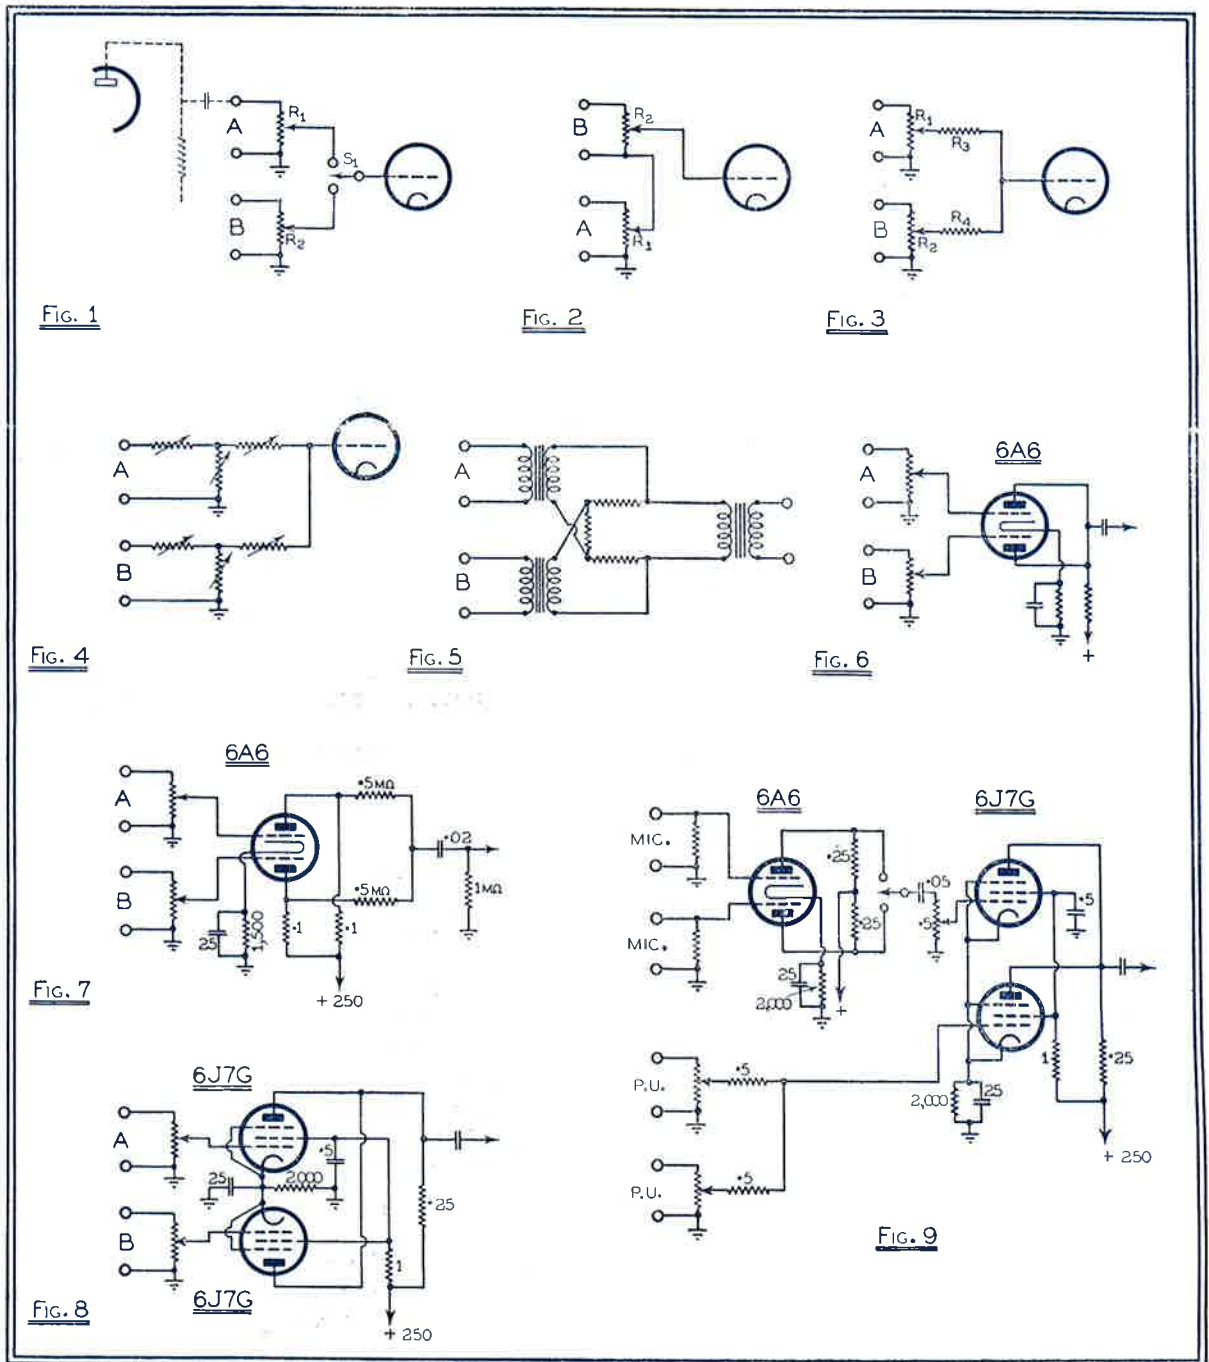 A
R1
S1
B
R2
FIG. 1
B
R2
A
R1
FIG. 2
A
R1
R3
B
R4
R2
FIG. 3
A
B
FIG. 4
A
B
FIG. 5
6A6
A
B
+
FIG. 6
6A6
A
B
·5MΩ
·02
·5MΩ
1MΩ
25
1,500
·1
·1
+ 250
FIG. 7
6J7G
A
·5
25
2000
·25
B
1
6J7G
+ 250
FIG. 8
6A6
6J7G
MIC.
MIC.
·25
·25
·05
·5
·5
25
2,000
+
P.U.
·5
P.U.
·5
2,000
25
1
·25
+ 250
FIG. 9